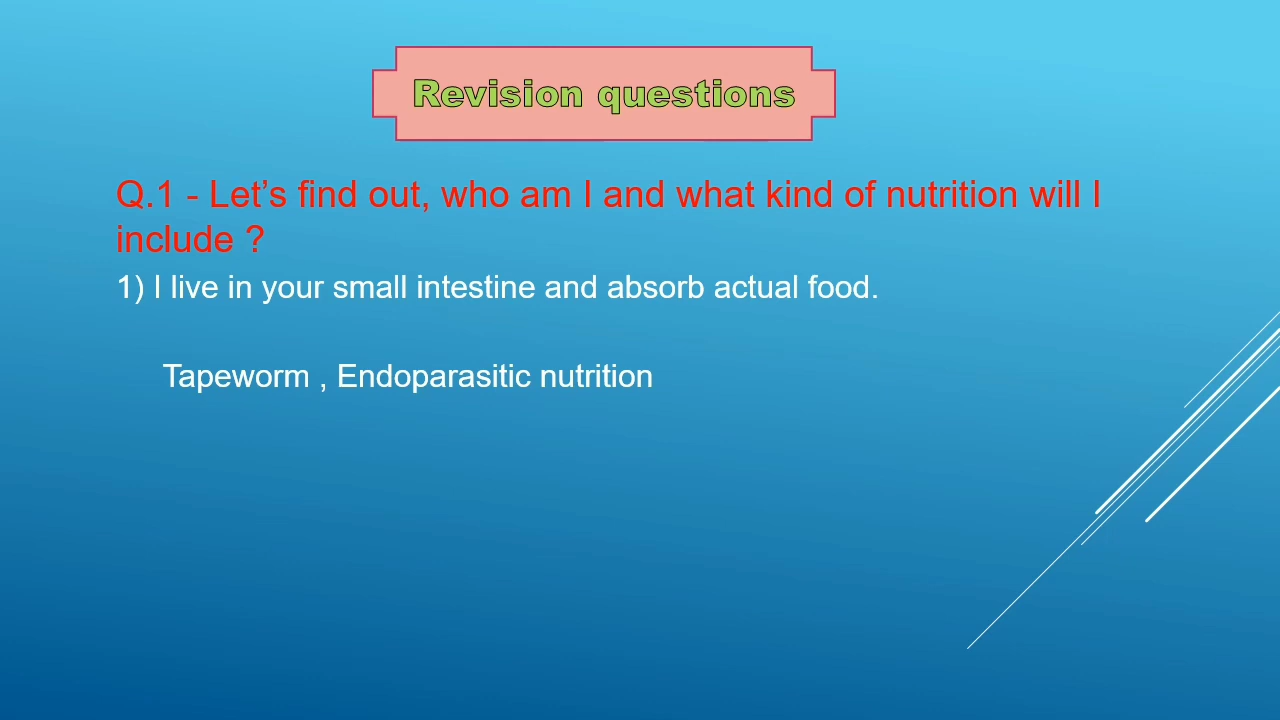 Revision questions
Q.1 - Let’s find out, who am I and what kind of nutrition will I
include ?
1) I live in your small intestine and absorb actual food.
Tapeworm , Endoparasitic nutrition